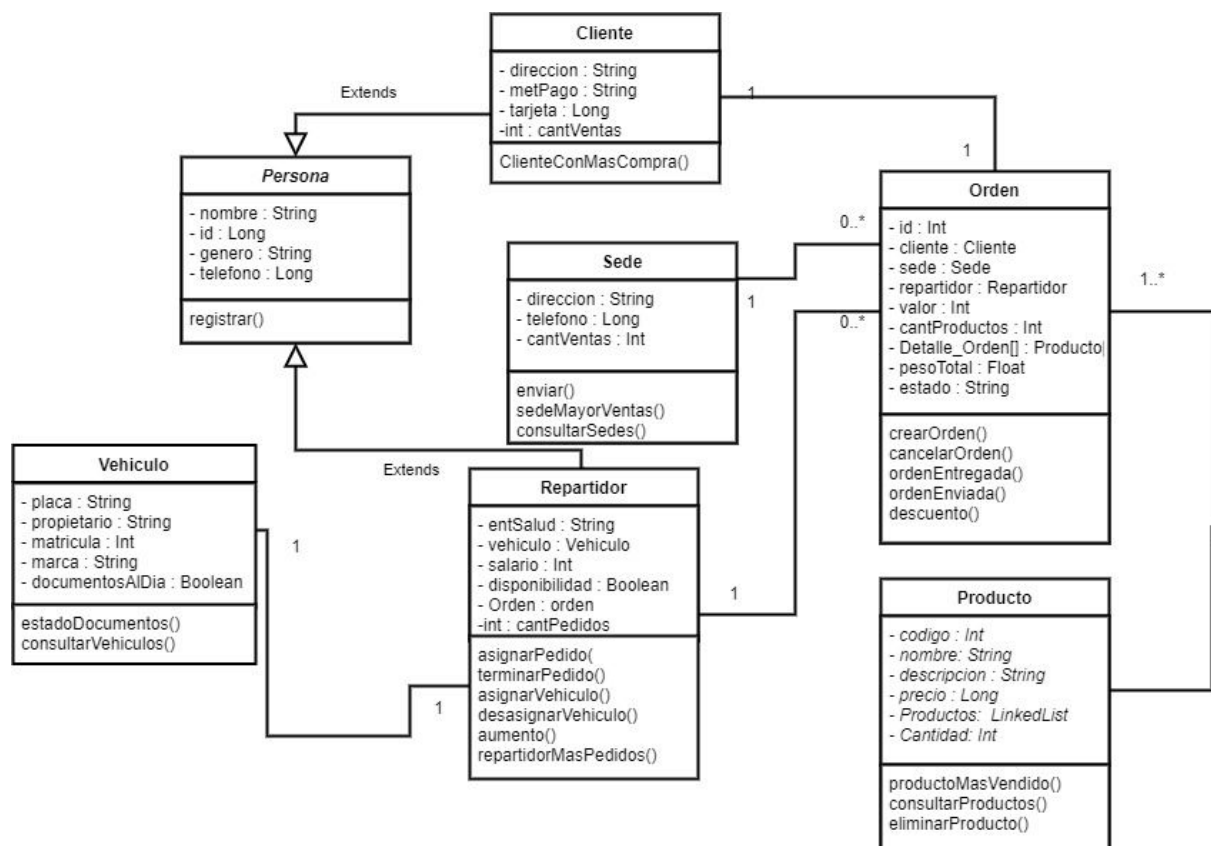 Cliente
- direccion : String
- metPago : String
- tarjeta : Long
-int : cantVentas
ClienteConMasCompra()
Extends
1
1
Persona
- nombre : String
- id : Long
- genero : String
- telefono : Long
registrar()
Orden
- id : Int
- cliente : Cliente
- sede : Sede
- repartidor : Repartidor
- valor : Int
- cantProductos : Int
- Detalle_Orden[] : Producto[
- pesoTotal : Float
- estado : String
crearOrden()
cancelarOrden()
ordenEntregada()
ordenEnviada()
descuento()
0..*
1
0..*
1..*
Sede
- direccion : String
- telefono : Long
- cantVentas : Int
enviar()
sedeMayorVentas()
consultarSedes()
Extends
Vehiculo
- placa : String
- propietario : String
- matricula : Int
- marca : String
- documentosAlDia : Boolean
estadoDocumentos()
consultarVehiculos()
1
1
Repartidor
- entSalud : String
- vehiculo : Vehiculo
- salario : Int
- disponibilidad : Boolean
- Orden : orden
-int : cantPedidos
asignarPedido(
terminarPedido()
asignarVehiculo()
desasignarVehiculo()
aumento()
repartidorMasPedidos()
1
Producto
- codigo : Int
- nombre: String
- descripcion : String
- precio : Long
- Productos: LinkedList
- Cantidad: Int
productoMasVendido()
consultarProductos()
eliminarProducto()